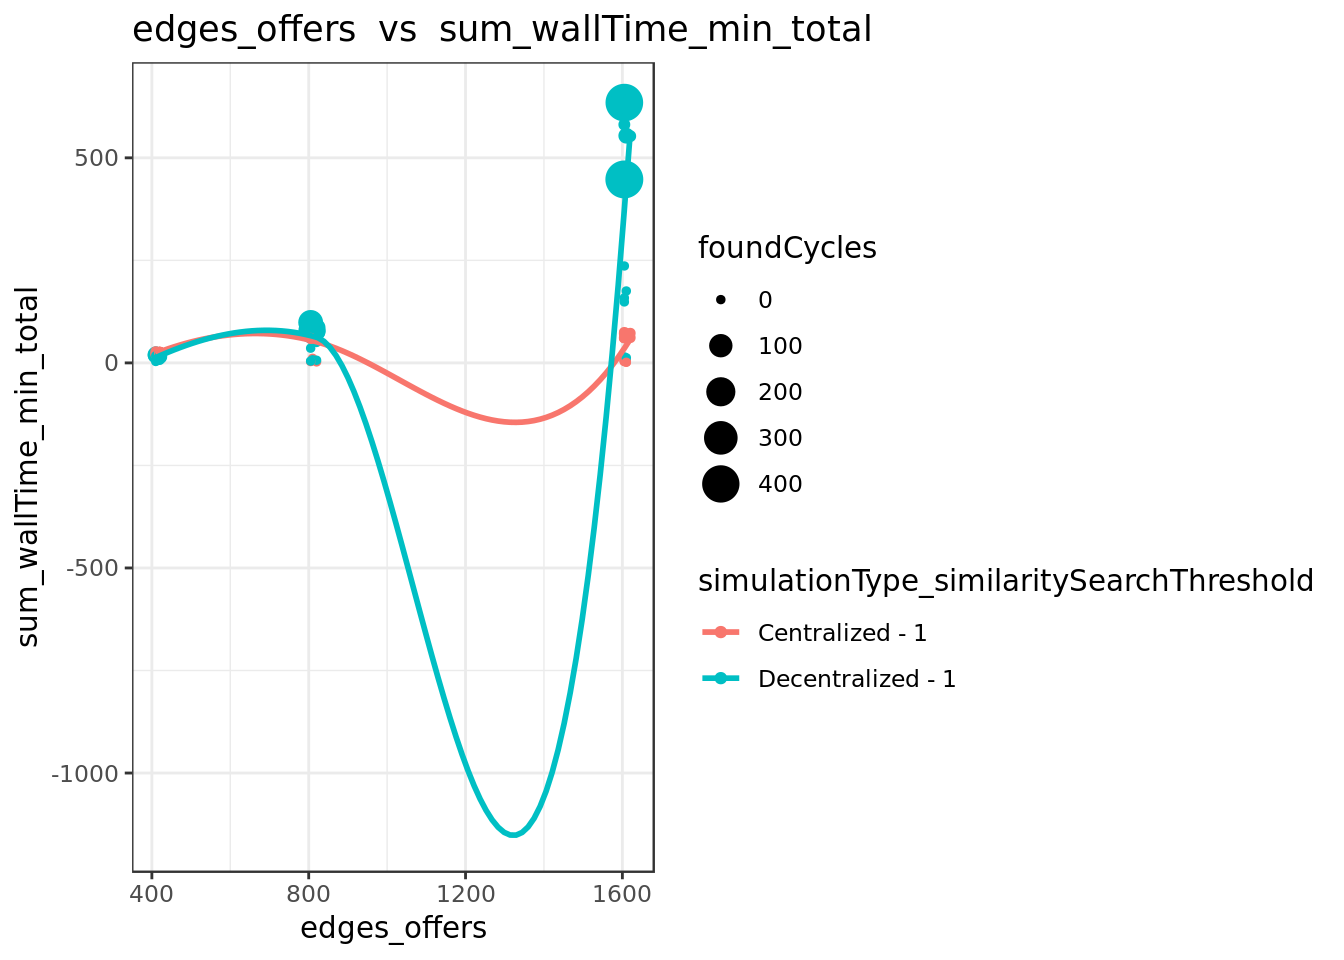 edges_offers vs sum_wallTime_min_total
sum_wallTime_min_total
500
0
-500
-1000
400 800 1200 1600
edges_offers
foundCycles
0
100
200
300
400
simulationType_similaritySearchThreshold
Centralized - 1
Decentralized - 1